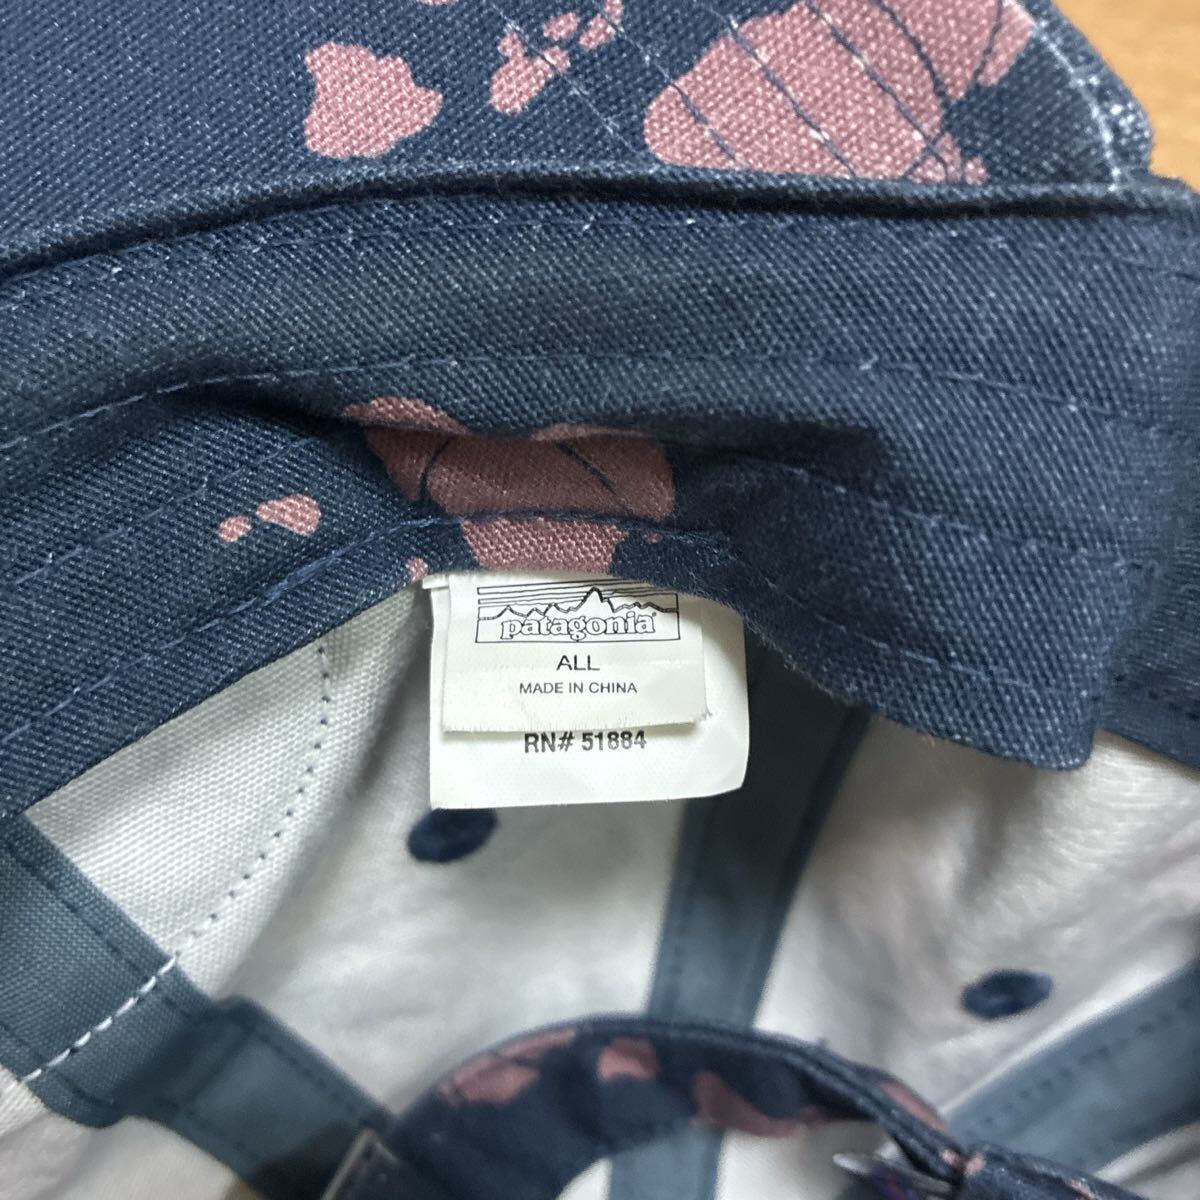 patagonia
ALL
MADE IN CHINA
RN# 51884